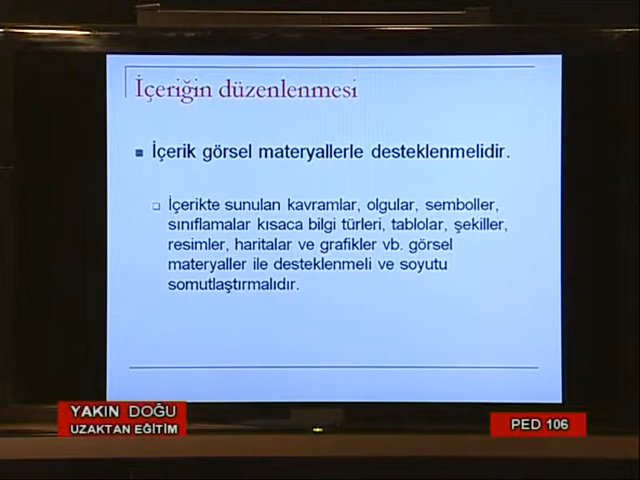 İçeriğin düzenlenmesi
İçerik görsel materyallerle desteklenmelidir.
İçerikte sunulan kavramlar, olgular, semboller,
sınıflamalar kısaca bilgi türleri, tablolar, şekiller,
resimler, haritalar ve grafikler vb. görsel
materyaller ile desteklenmeli ve soyutu
somutlaştırmalıdır.
YAKIN DOĞU
UZAKTAN EĞİTİM
PED 106